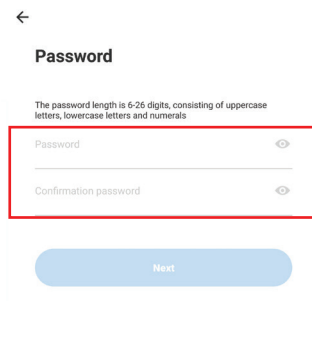 Password
The password length is 6-26 digits, consisting of uppercase
letters, lowercase letters and numerals
Password
Confirmation password
Next